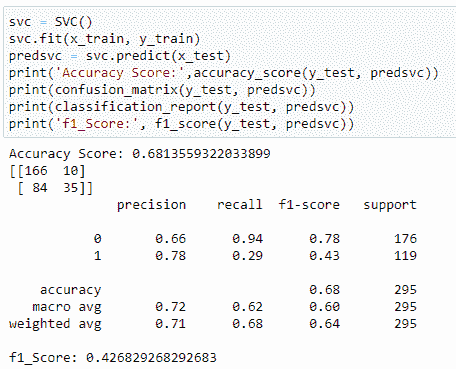 svc = SVC()
svc.fit(x_train, y_train)
predsvc = svc.predict(x_test)
print('Accuracy Score:',accuracy_score(y_test, predsvc))
print(confusion_matrix(y_test, predsvc))
print(classification_report(y_test, predsvc))
print('f1_Score:', f1_score(y_test, predsvc))
Accuracy Score: 0.6813559322033899
[[166  10]
 [ 84  35]]
              precision    recall  f1-score   support
           0       0.66      0.94      0.78       176
           1       0.78      0.29      0.43       119
    accuracy                           0.68       295
   macro avg       0.72      0.62      0.60       295
weighted avg       0.71      0.68      0.64       295
f1_Score: 0.426829268292683